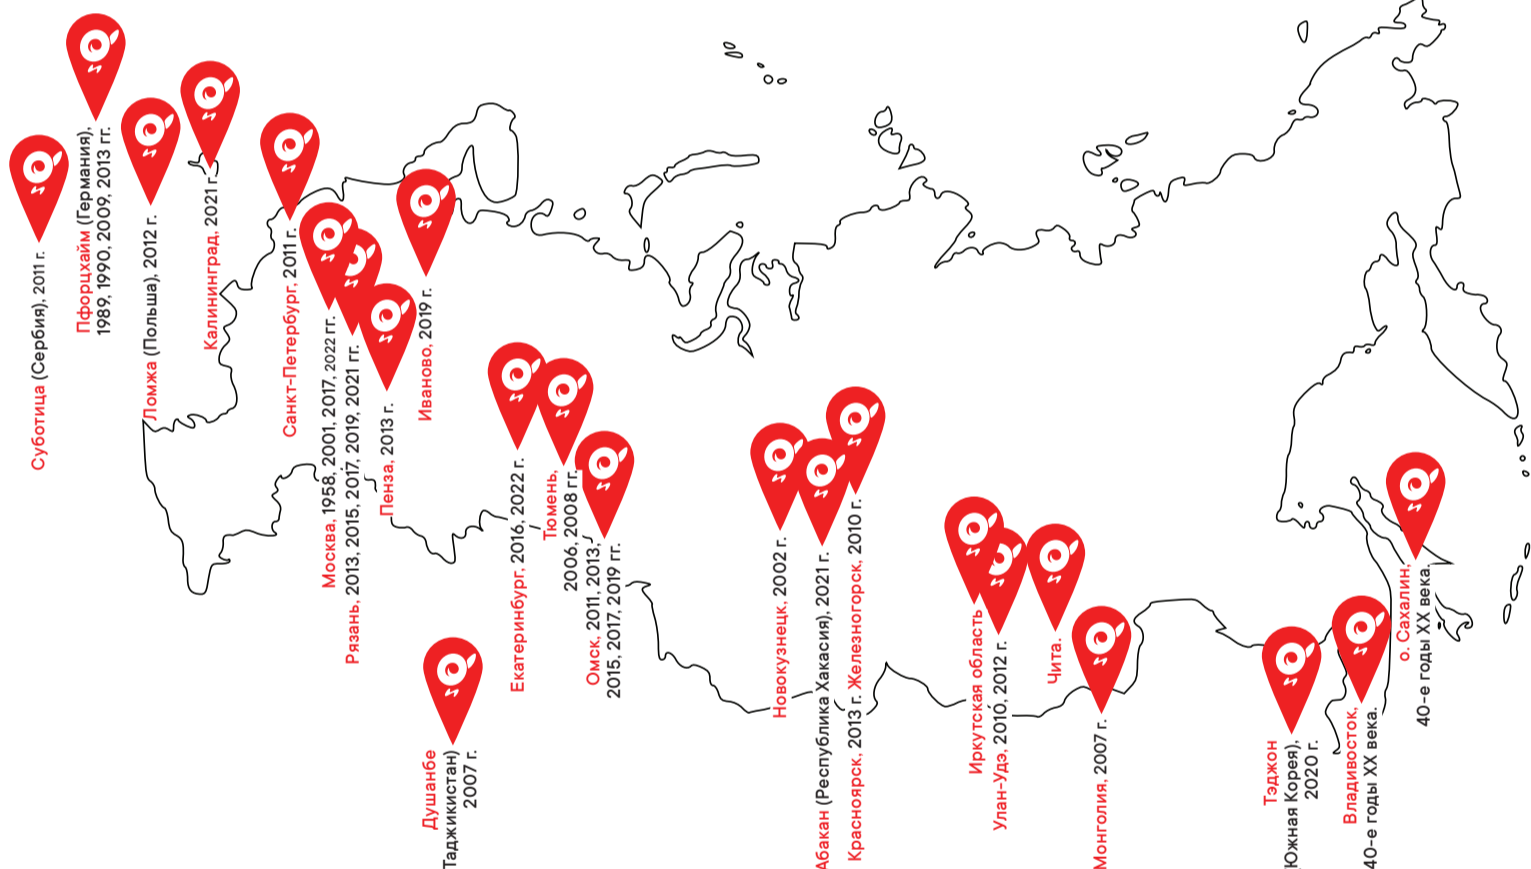 Суботица (Сербия), 2011 г.
Пфорцхайм (Германия),
1989, 1990, 2009, 2013 гг.
Ломжа (Польша), 2012 г.
Калининград, 2021 г.
Санкт-Петербург, 2011 г.
Москва, 1958, 2001, 2017, 2022 гг.
Рязань, 2013, 2015, 2017, 2019, 2021 гг.
Пенза, 2013 г.
Иваново, 2019 г.
Душанбе
Таджикистан)
2007 г.
Екатеринбург, 2016, 2022 г.
Тюмень,
2006, 2008 гг.
Омск, 2011, 2013,
2015, 2017, 2019 гг.
Новокузнецк, 2002 г.
Абакан (Республика Хакасия), 2021 г.
Красноярск, 2013 г. Железногорск, 2010 г.
Иркутская область
Улан-Удэ, 2010, 2012 г.
Чита.
Монголия, 2007 г.
Тэджон
(Южная Корея),
2020 г.
Владивосток,
40-е годы XX века.
о. Сахалин,
40-е годы XX века.